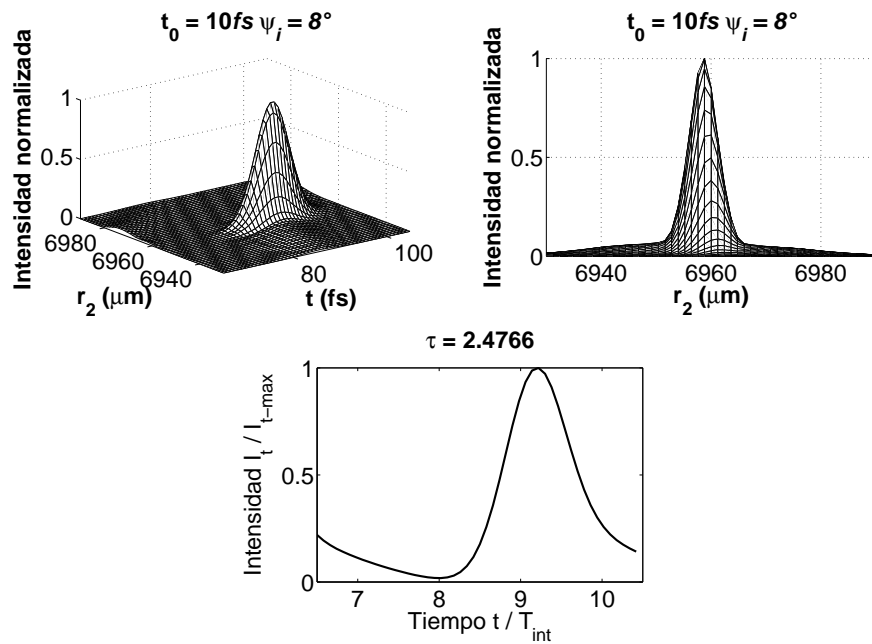 t0 = 10fs ψi = 8°
Intensidad normalizada
1
0.5
0
6980
6960
6940
r2 (μm)
80
100
t (fs)
t0 = 10fs ψi = 8°
Intensidad normalizada
1
0.5
0
6940
6960
6980
r2 (μm)
τ = 2.4766
Intensidad It / It−max
1
0.5
0
7
8
9
10
Tiempo t / Tint